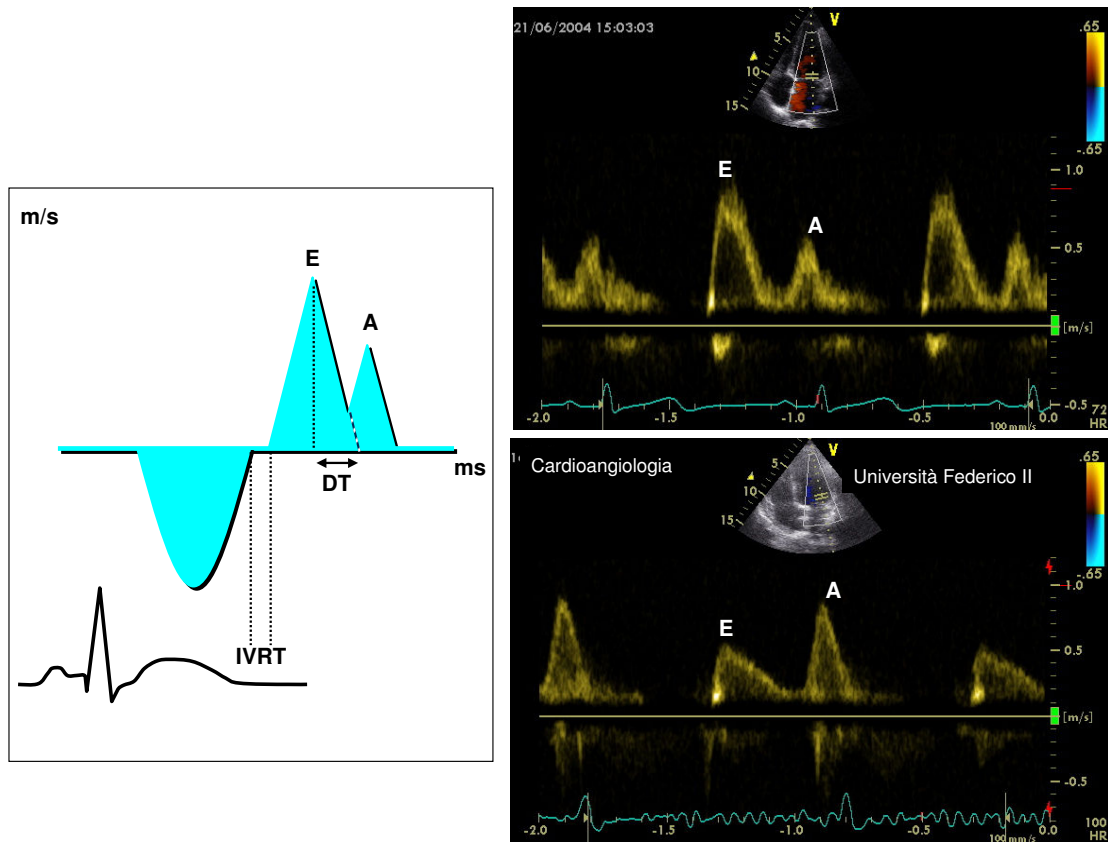 m/s
E
A
ms
DT
IVRT
21/06/2004 15:03:03
V
5
10
15
.65
-.65
E
A
1.0
0.5
[m/s]
-0.5
72
HR
-2.0
-1.5
-1.0
-0.5
0.0
100 mm/s
Cardioangiologia
Università Federico II
V
5
10
15
.65
-.65
E
A
1.0
0.5
[m/s]
-0.5
100
HR
-2.0
-1.5
-1.0
-0.5
0.0
100 mm/s